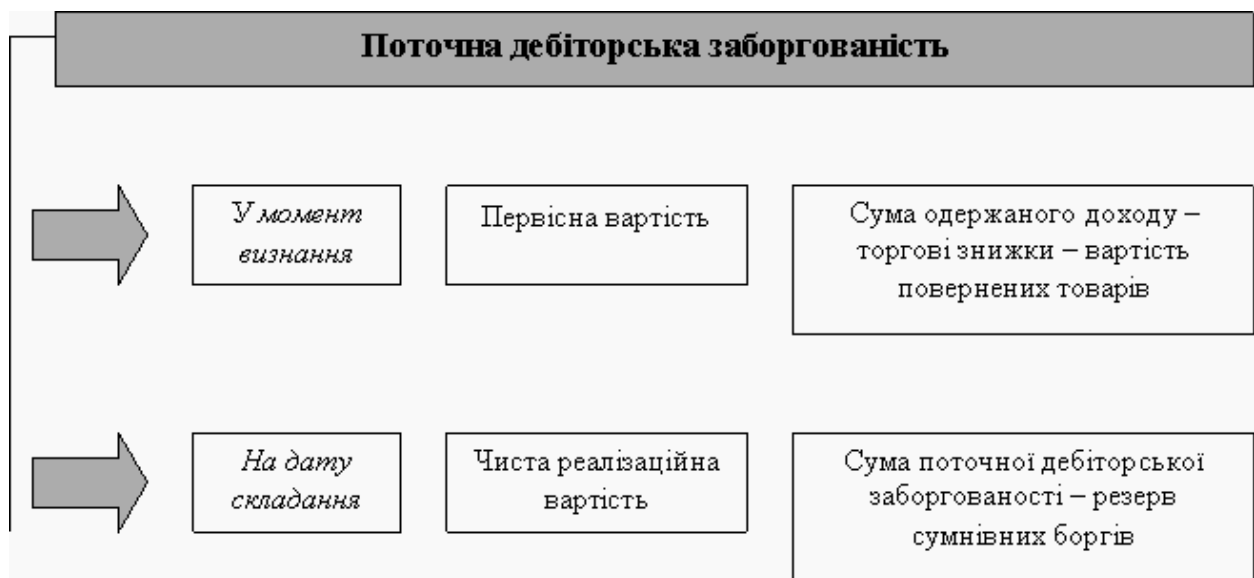 Поточна дебіторська заборгованість
У момент
визнання
Первісна вартість
Сума одержаного доходу –
торгові знижки – вартість
повернених товарів
На дату
складання
Чиста реалізаційна
вартість
Сума поточної дебіторської
заборгованості – резерв
сумнівних боргів